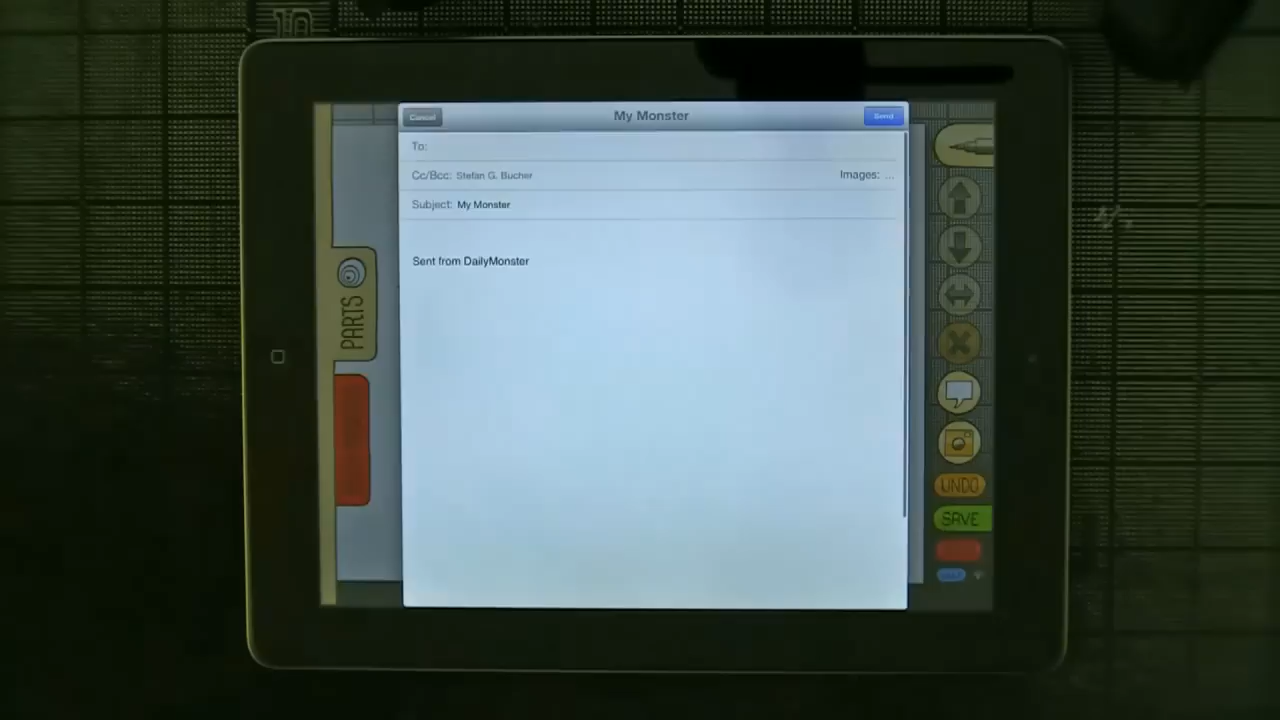 10
Cancel
My Monster
Send
To:
Cc/Bcc: Stefan G. Bucher
Images: ...
Subject: My Monster
Sent from DailyMonster
PARTS
UNDO
SAVE